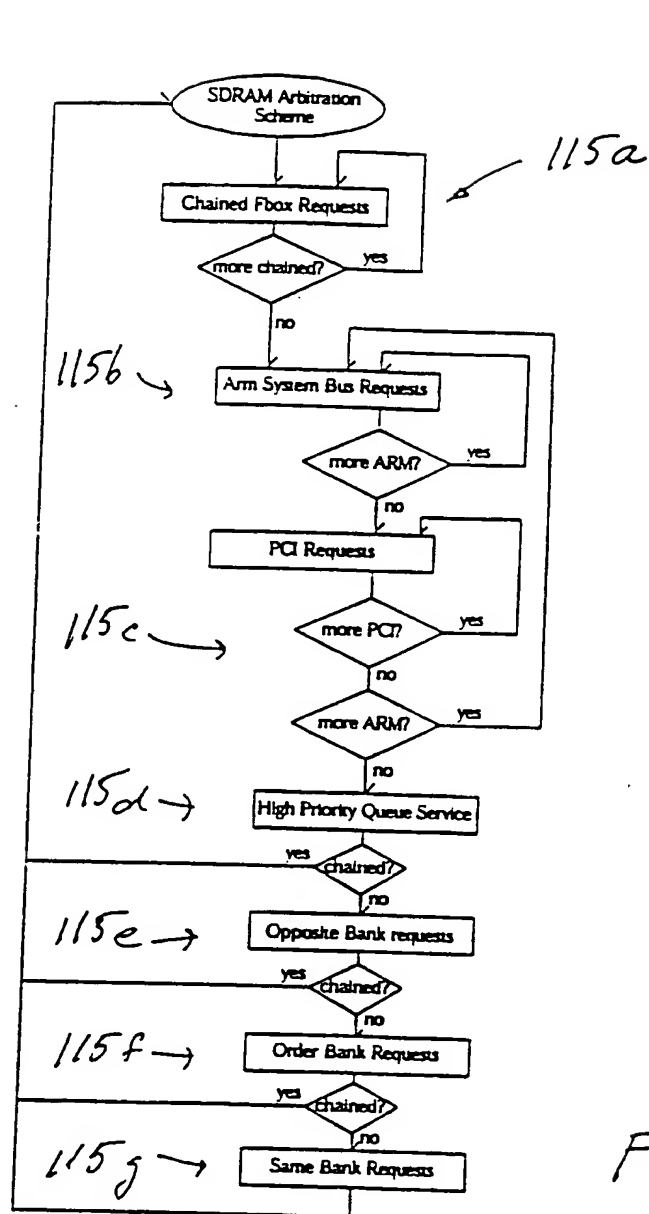 SDRAM Arbitration
Scheme
115a
Chained Fbox Requests
more chained?
yes
no
115b
Arm System Bus Requests
more ARM?
yes
no
PCI Requests
115c
more PCI?
yes
no
more ARM?
yes
no
115d
High Priority Queue Service
yes
chained?
no
115e
Opposite Bank requests
yes
chained?
no
115f
Order Bank Requests
yes
chained?
no
115g
Same Bank Requests
F